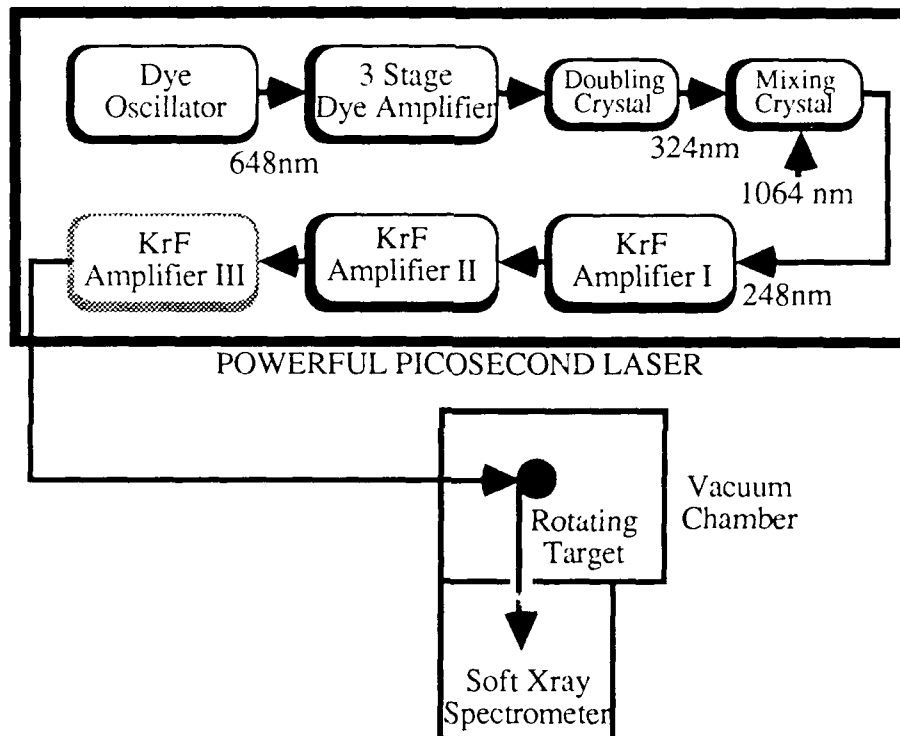 Dye
Oscillator
3 Stage
Dye Amplifier
Doubling
Crystal
Mixing
Crystal
648nm
324nm
1064 nm
KrF
Amplifier III
KrF
Amplifier II
KrF
Amplifier I
248nm
POWERFUL PICOSECOND LASER
Vacuum
Chamber
Rotating
Target
Soft Xray
Spectrometer